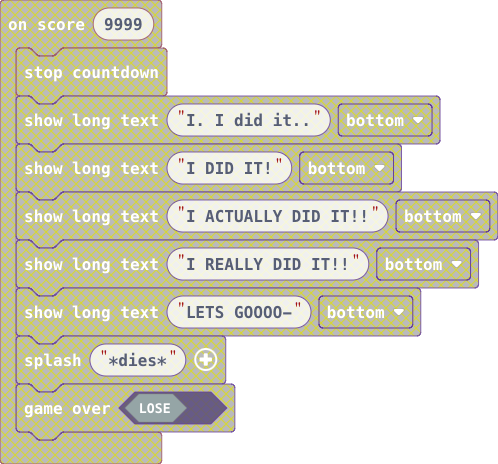 on score 9999
stop countdown
show long text "I. I did it.." bottom
show long text "I DID IT!" bottom
show long text "I ACTUALLY DID IT!!" bottom
show long text "I REALLY DID IT!!" bottom
show long text "LETS GOOOO–" bottom
splash "*dies*"
game over LOSE